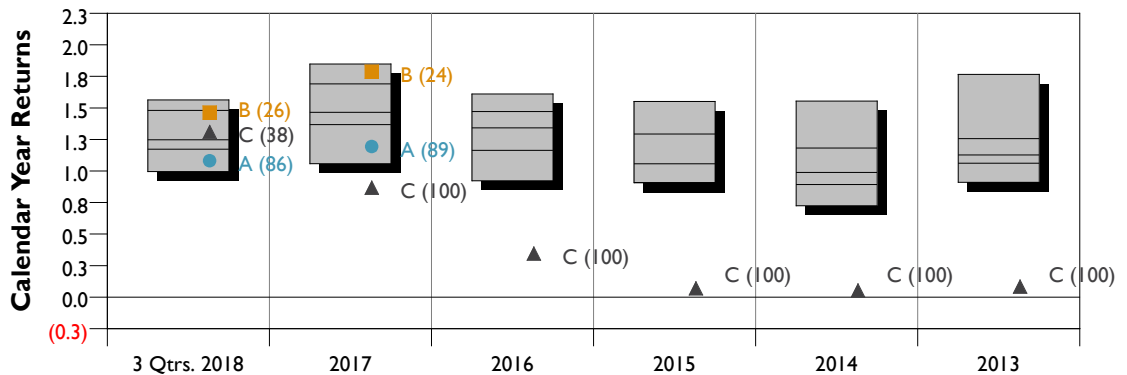 Calendar Year Returns
2.3
2.0
1.8
1.5
1.3
1.0
0.8
0.5
0.3
0.0
(0.3)
B (26)
C (38)
A (86)
B (24)
A (89)
C (100)
C (100)
C (100)
C (100)
C (100)
3 Qtrs. 2018 2017 2016 2015 2014 2013